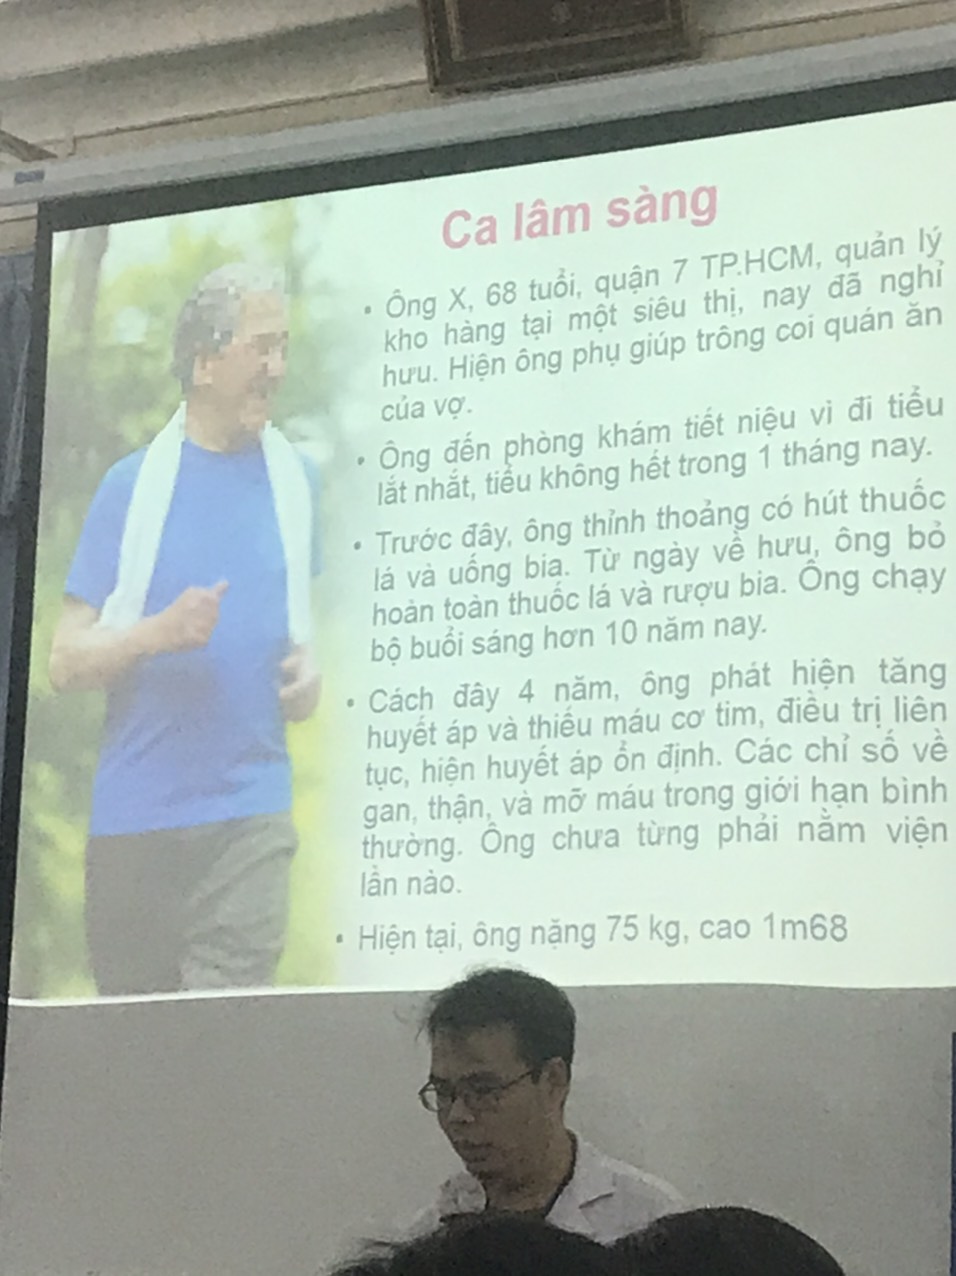 Ca lâm sàng
• Ông X, 68 tuổi, quận 7 TP.HCM, quản lý
kho hàng tại một siêu thị, nay đã nghỉ
hưu. Hiện ông phụ giúp trông coi quán ăn
của vợ.
• Ông đến phòng khám tiết niệu vì đi tiểu
lắt nhắt, tiểu không hết trong 1 tháng nay.
• Trước đây, ông thỉnh thoảng có hút thuốc
lá và uống bia. Từ ngày về hưu, ông bỏ
hoản toàn thuốc lá và rượu bia. Ông chạy
bộ buổi sáng hơn 10 năm nay.
• Cách đây 4 năm, ông phát hiện tăng
huyết áp và thiếu máu cơ tim, điều trị liên
tục, hiện huyết áp ổn định. Các chỉ số về
gan, thận, và mỡ máu trong giới hạn bình
thường. Ông chưa từng phải nằm viện
lần nào.
• Hiện tại, ông nặng 75 kg, cao 1m68